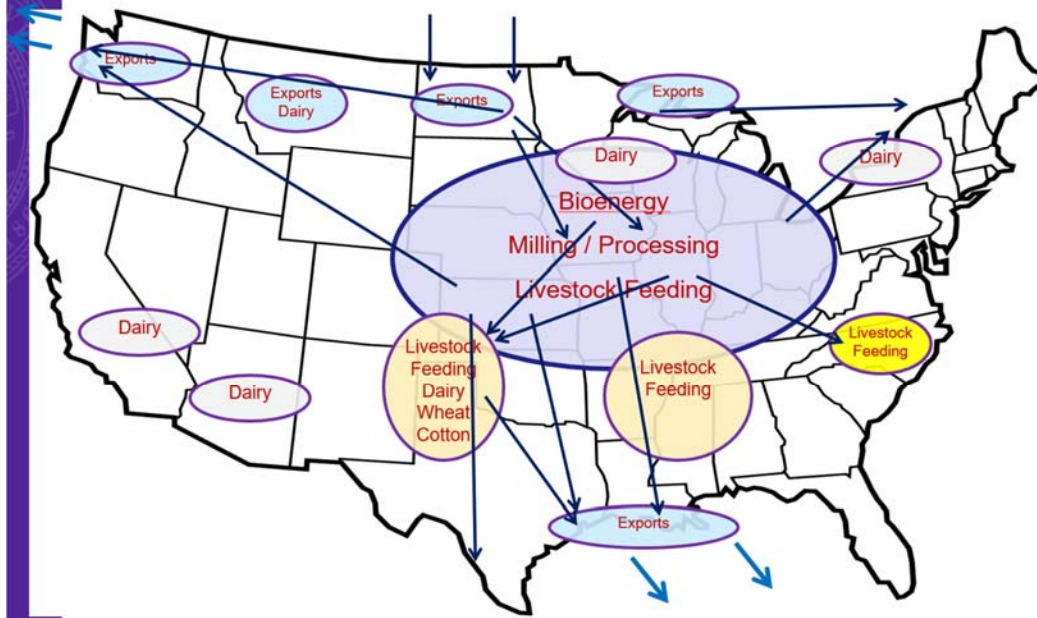 Exports
Exports
Dairy
Exports
Exports
Dairy
Dairy
Bioenergy
Milling / Processing
Livestock Feeding
Dairy
Dairy
Livestock
Feeding
Dairy
Wheat
Cotton
Livestock
Feeding
Livestock
Feeding
Exports